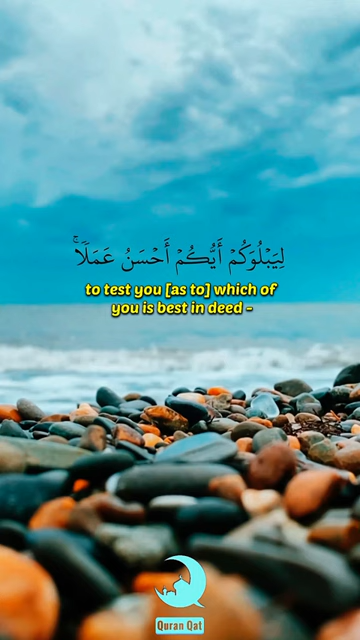 لِيَبْلُوَكُمْ أَيُّكُمْ أَحْسَنُ عَمَلًاۚ
to test you [as to] which of
you is best in deed -
Quran Qat